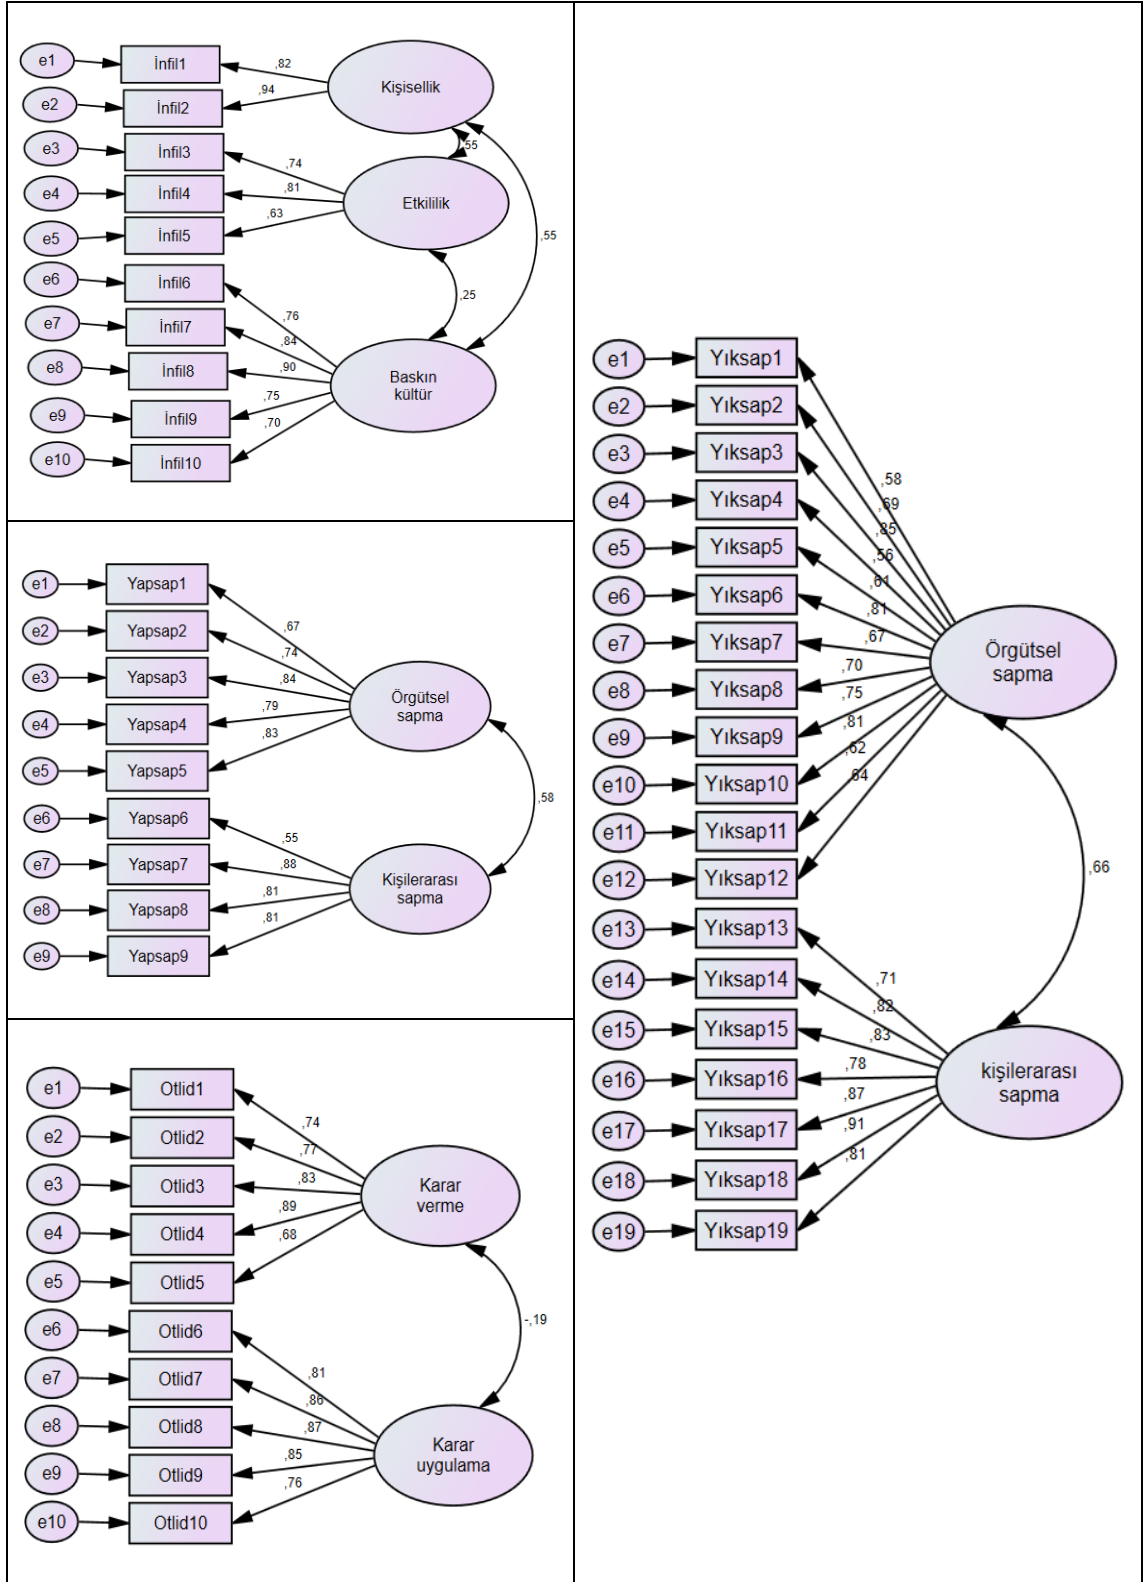 e1
İnfil1
,82
Kişisellik
e2
İnfil2
,94
e3
İnfil3
,55
,74
e4
İnfil4
,81
Etkililik
e5
İnfil5
,63
,55
e6
İnfil6
,25
e7
İnfil7
,76
,84
e8
İnfil8
,90
Baskın
kültür
e9
İnfil9
,75
e10
İnfil10
,70
e1
Yapsap1
,67
e2
Yapsap2
,74
e3
Yapsap3
,84
Örgütsel
sapma
e4
Yapsap4
,79
e5
Yapsap5
,83
,58
e6
Yapsap6
,55
e7
Yapsap7
,88
Kişilerarası
sapma
e8
Yapsap8
,81
e9
Yapsap9
,81
e1
Otlid1
,74
e2
Otlid2
,77
e3
Otlid3
,83
Karar
verme
e4
Otlid4
,89
e5
Otlid5
,68
e6
Otlid6
-,19
e7
Otlid7
,81
,86
e8
Otlid8
,87
Karar
uygulama
e9
Otlid9
,85
e10
Otlid10
,76
e1
Yıksap1
e2
Yıksap2
e3
Yıksap3
,58
e4
Yıksap4
,69
,85
e5
Yıksap5
,56
,61
e6
Yıksap6
,81
e7
Yıksap7
,67
Örgütsel
sapma
e8
Yıksap8
,70
,75
e9
Yıksap9
,81
,62
e10
Yıksap10
,64
e11
Yıksap11
e12
Yıksap12
,66
e13
Yıksap13
e14
Yıksap14
,71
,82
e15
Yıksap15
,83
e16
Yıksap16
,78
kişilerarası
sapma
e17
Yıksap17
,87
,91
e18
Yıksap18
,81
e19
Yıksap19